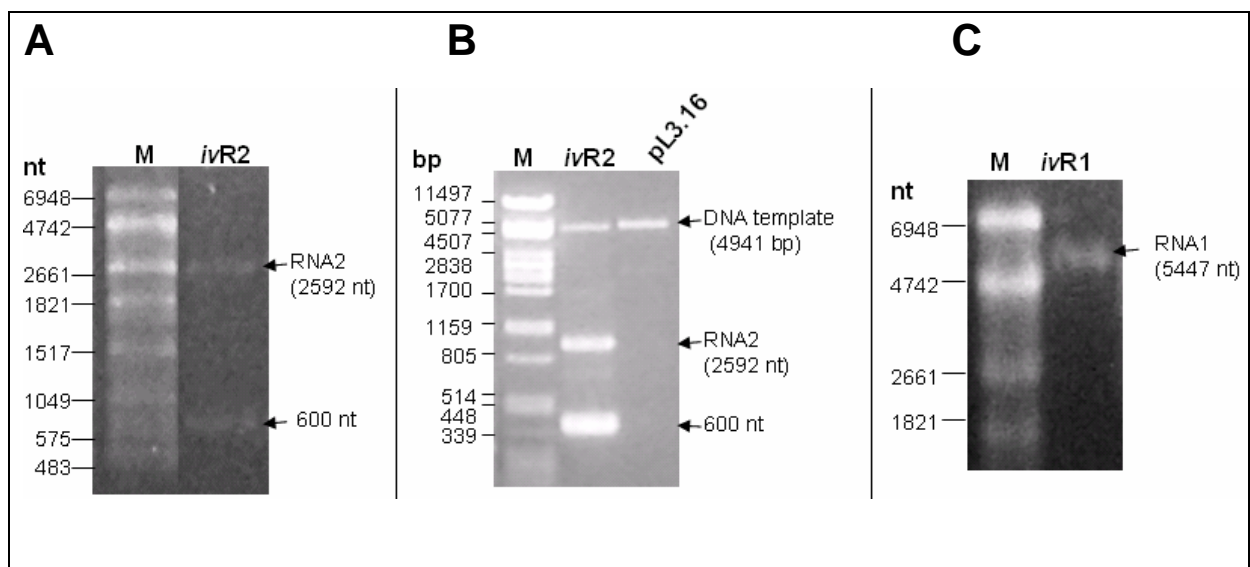 A
B
C
nt
M
ivR2
6948
4742
2661
1821
1517
1049
575
483
RNA2
(2592 nt)
600 nt
bp
M
ivR2
pL3.16
11497
5077
4507
2838
1700
1159
805
514
448
339
DNA template
(4941 bp)
RNA2
(2592 nt)
600 nt
nt
M
ivR1
6948
4742
2661
1821
RNA1
(5447 nt)